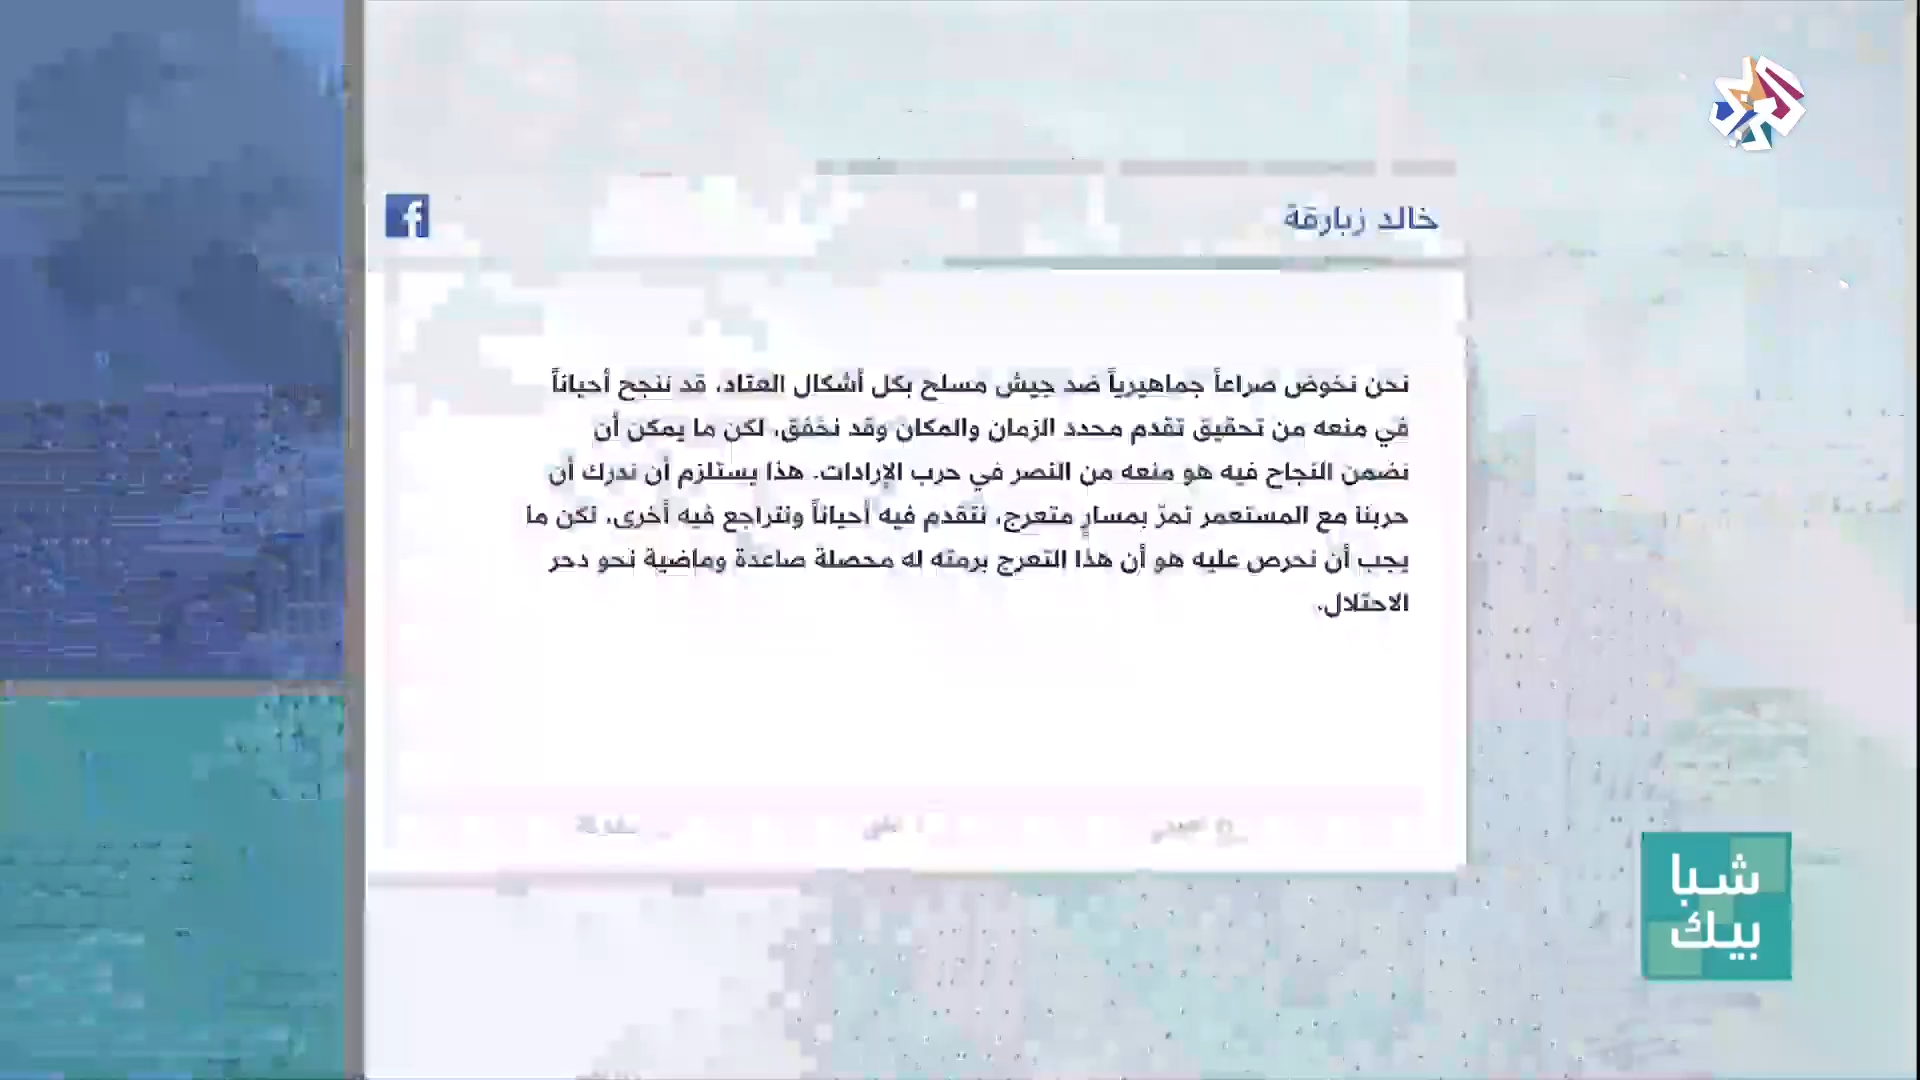 خالد زبارقة
نحن نخوض صراعاً جماهيرياً ضد جيش مسلح بكل أشكال العتاد، قد ننجح أحياناً
في منعه من تحقيق تقدم محدد الزمان والمكان وقد نخفق، لكن ما يمكن أن
نضمن النجاح فيه هو منعه من النصر في حرب الإرادات. هذا يستلزم أن ندرك أن
حربنا مع المستعمر تمرّ بمسارٍ متعرج، نتقدم فيه أحياناً ونتراجع فيه أخرى، لكن ما
يجب أن نحرص عليه هو أن هذا التعرج برمته له محصلة صاعدة وماضية نحو دحر
الاحتلال.
شبا
بيك